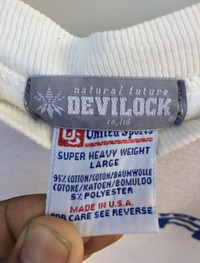 natural future
DEVILOCK
co.,ltd.
United Sports
SUPER HEAVY WEIGHT
LARGE
95% COTTON/COTON/BAUMWOLLE
COTONE/KATOEN/BOMULDO
5% POLYESTER
MADE IN U.S.A.
FOR CARE SEE REVERSE